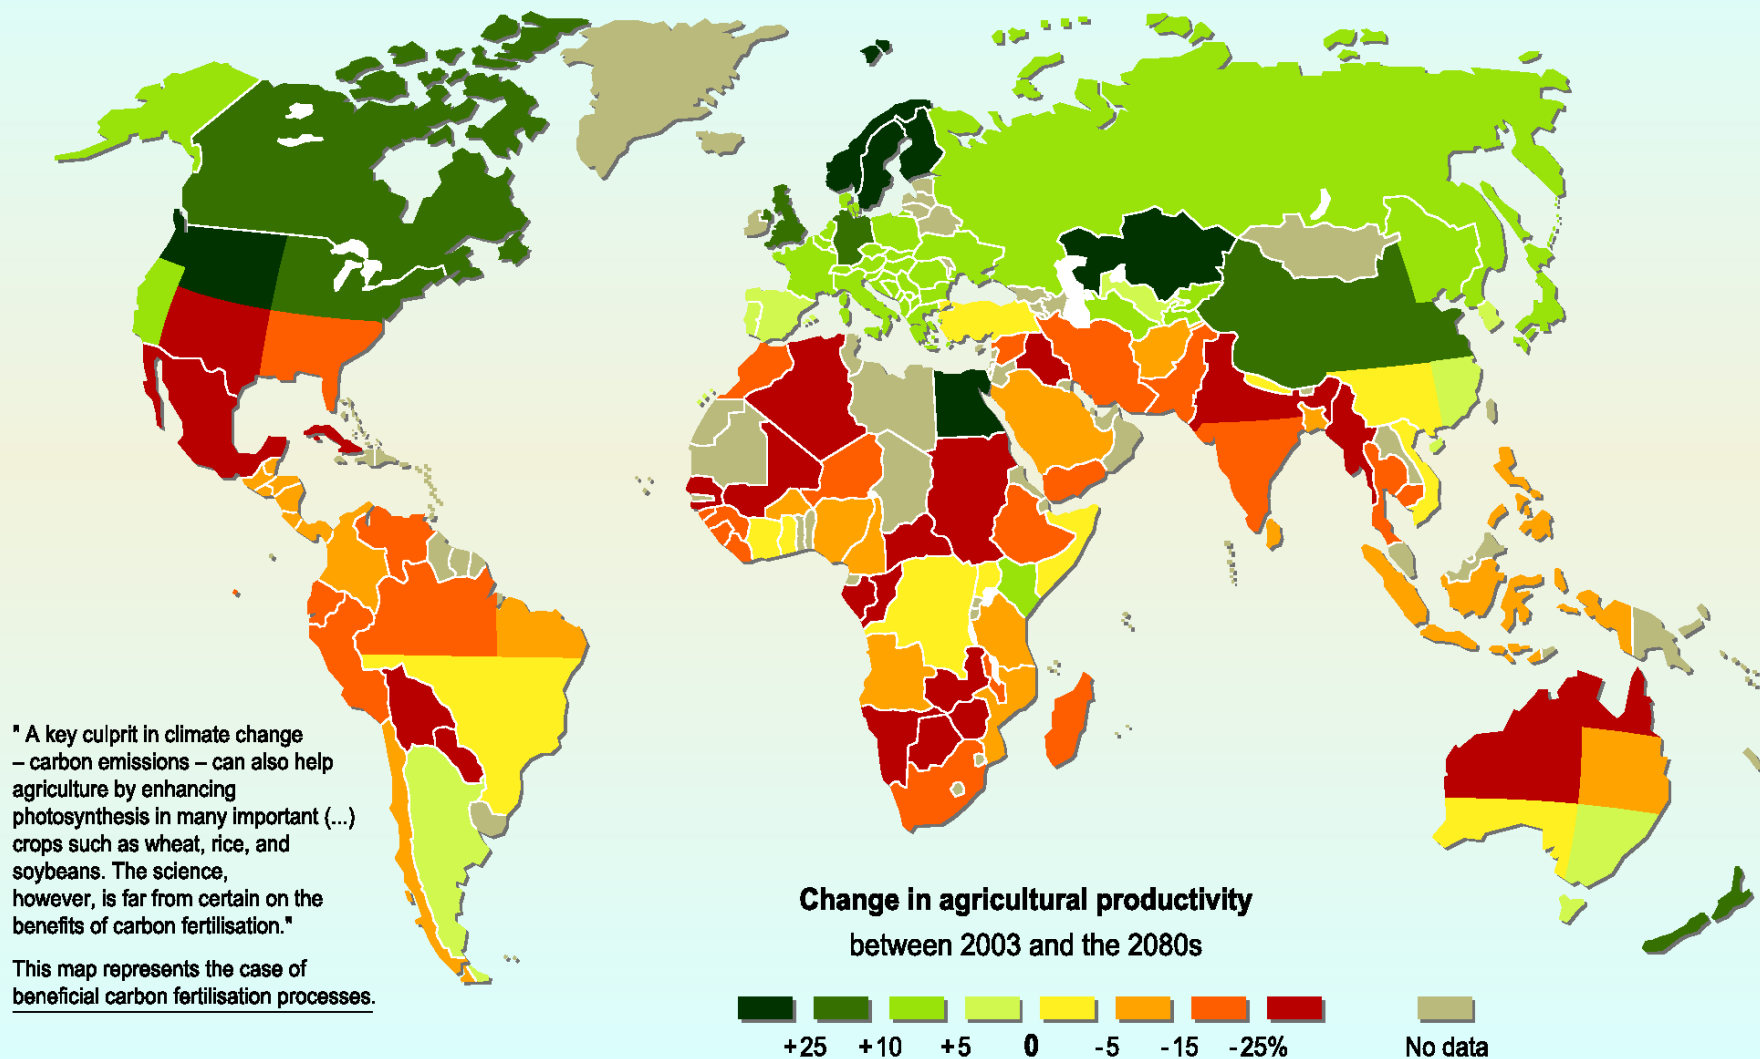 " A key culprit in climate change
– carbon emissions – can also help
agriculture by enhancing
photosynthesis in many important (...)
crops such as wheat, rice, and
soybeans. The science,
however, is far from certain on the
benefits of carbon fertilisation."
This map represents the case of
beneficial carbon fertilisation processes.
Change in agricultural productivity
between 2003 and the 2080s
+25 +10 +5 0 -5 -15 -25% No data